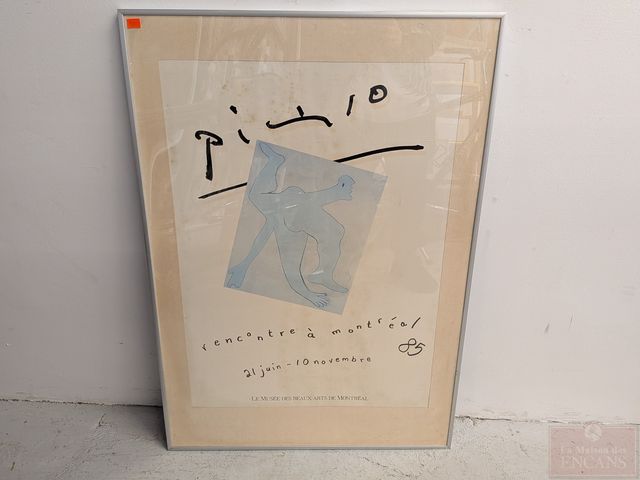 picasso
rencontre à montréal
85
21 juin - 10 novembre
LE MUSÉE DES BEAUX-ARTS DE MONTRÉAL
La Maison des
ENCANS